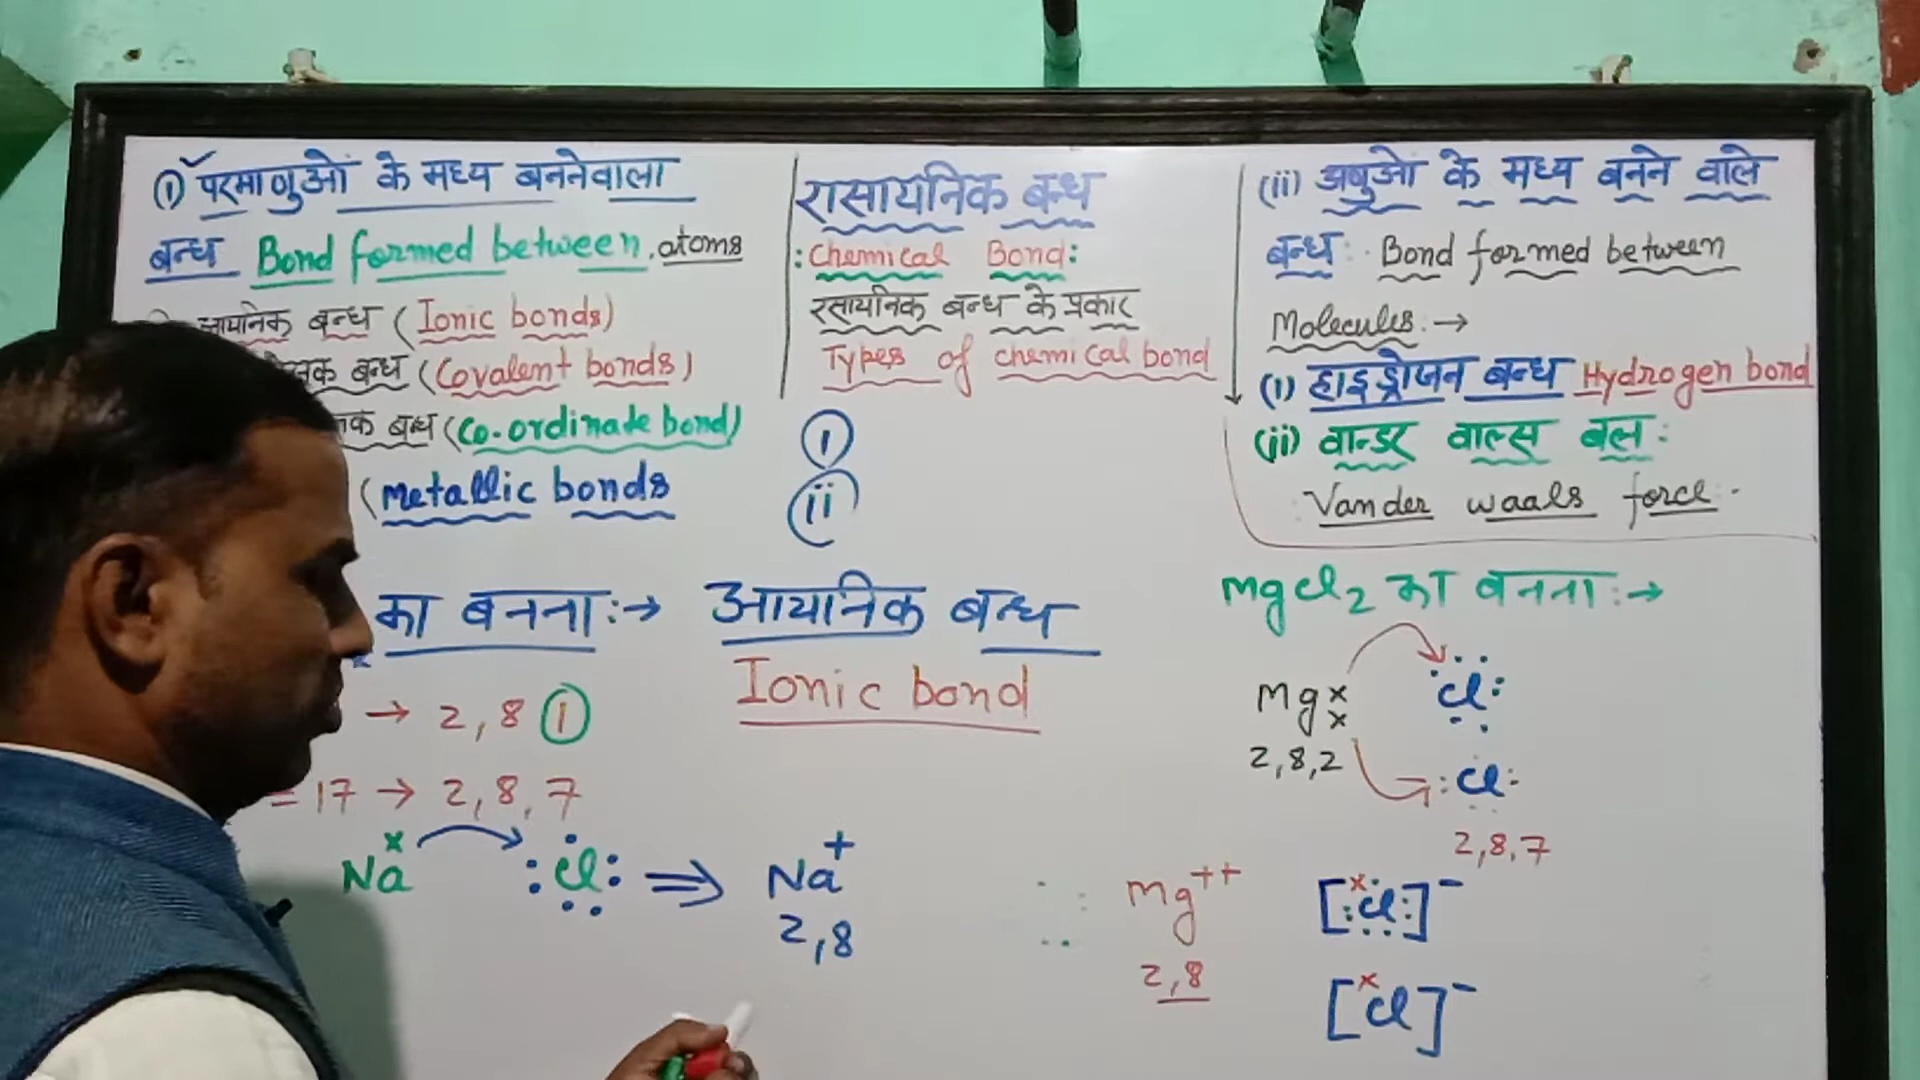 (i) परमाणुओं के मध्य बननेवाला
बन्ध Bond formed between atoms
आयनिक बन्ध (Ionic bonds)
बन्ध (Covalent bonds)
बन्ध (Co-ordinate bond)
(Metallic bonds
रासायनिक बन्ध
:Chemical Bond:
रसायनिक बन्ध के प्रकार
Types of chemical bond
(i)
(ii)
(ii) अणुओं के मध्य बनने वाले
बन्ध: Bond formed between
Molecules: →
(i) हाइड्रोजन बन्ध Hydrogen bond
(ii) वान्डर वाल्स बल:
Vander waals force.
का बनना:→
आयानिक बन्ध
Ionic bond
→ 2,8 (1)
= 17 → 2,8,7
Na x :Cl: ⇒ Na+
2,8
MgCl2 का बनना:→
Mg x x Cl:
2,8,2 :Cl:
2,8,7
Mg++ [x:Cl:]-
2,8 [xCl]-